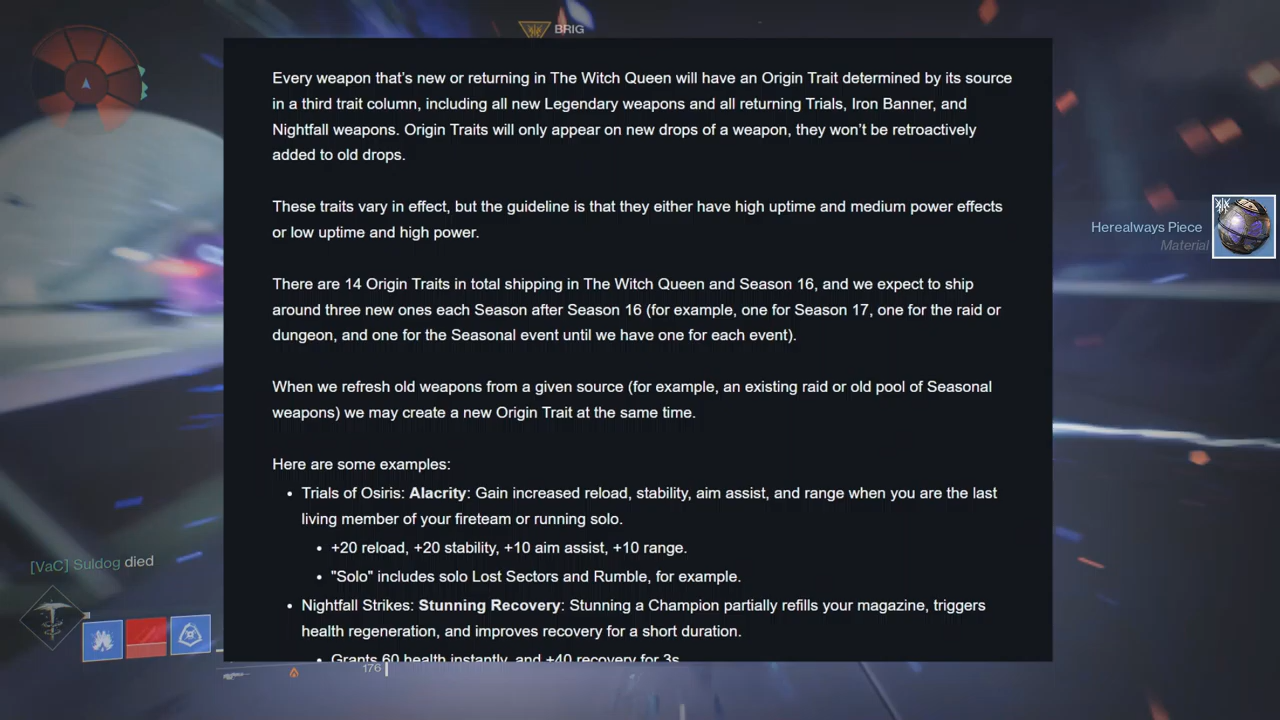 BRIG
Every weapon that's new or returning in The Witch Queen will have an Origin Trait determined by its source
in a third trait column, including all new Legendary weapons and all returning Trials, Iron Banner, and
Nightfall weapons. Origin Traits will only appear on new drops of a weapon, they won't be retroactively
added to old drops.
These traits vary in effect, but the guideline is that they either have high uptime and medium power effects
or low uptime and high power.
Herealways Piece
Material
There are 14 Origin Traits in total shipping in The Witch Queen and Season 16, and we expect to ship
around three new ones each Season after Season 16 (for example, one for Season 17, one for the raid or
dungeon, and one for the Seasonal event until we have one for each event).
When we refresh old weapons from a given source (for example, an existing raid or old pool of Seasonal
weapons) we may create a new Origin Trait at the same time.
Here are some examples:
• Trials of Osiris: Alacrity: Gain increased reload, stability, aim assist, and range when you are the last
living member of your fireteam or running solo.
• +20 reload, +20 stability, +10 aim assist, +10 range.
• "Solo" includes solo Lost Sectors and Rumble, for example.
• Nightfall Strikes: Stunning Recovery: Stunning a Champion partially refills your magazine, triggers
health regeneration, and improves recovery for a short duration.
• Grants 60 health instantly, and +40 recovery for 3s
[VaC] Suldog died
176